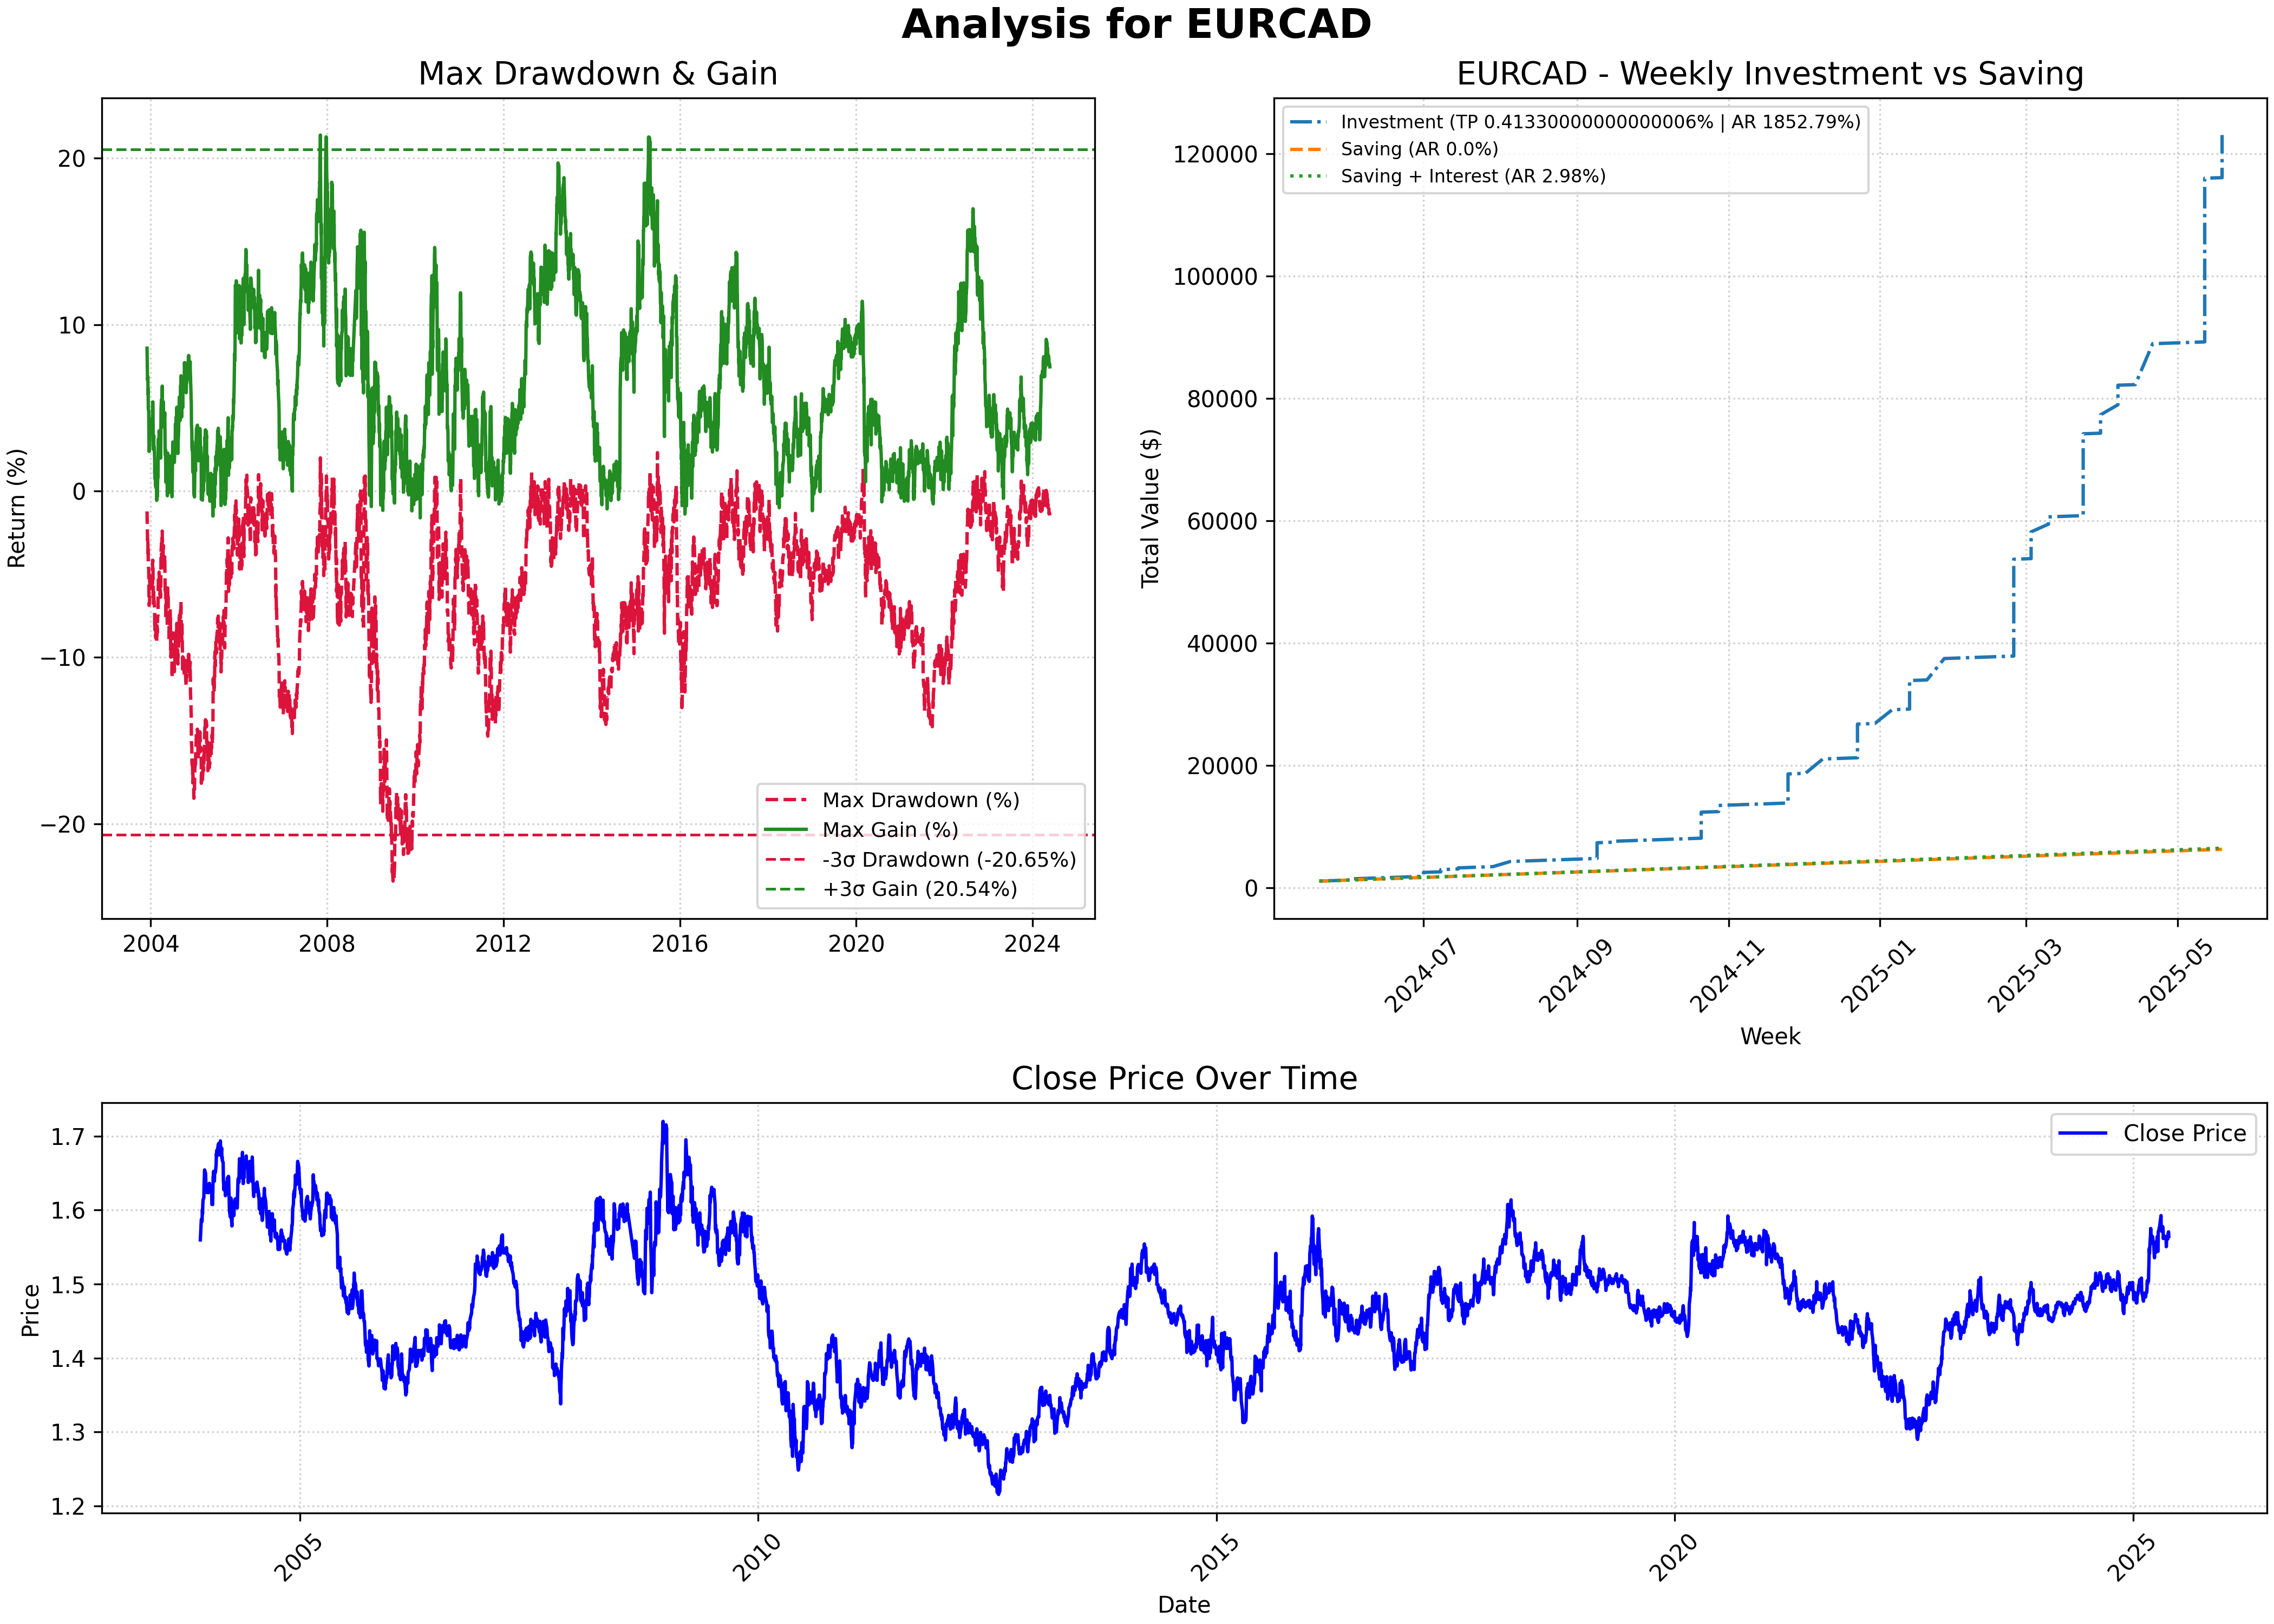 Analysis for EURCAD
Max Drawdown & Gain
Return (%)
20
10
0
−10
−20
2004
2008
2012
2016
2020
2024
Max Drawdown (%)
Max Gain (%)
-3σ Drawdown (-20.65%)
+3σ Gain (20.54%)
EURCAD - Weekly Investment vs Saving
Total Value ($)
120000
100000
80000
60000
40000
20000
0
Investment (TP 0.41330000000000006% | AR 1852.79%)
Saving (AR 0.0%)
Saving + Interest (AR 2.98%)
2024-07
2024-09
2024-11
2025-01
2025-03
2025-05
Week
Close Price Over Time
Price
1.7
1.6
1.5
1.4
1.3
1.2
Close Price
2005
2010
2015
2020
2025
Date